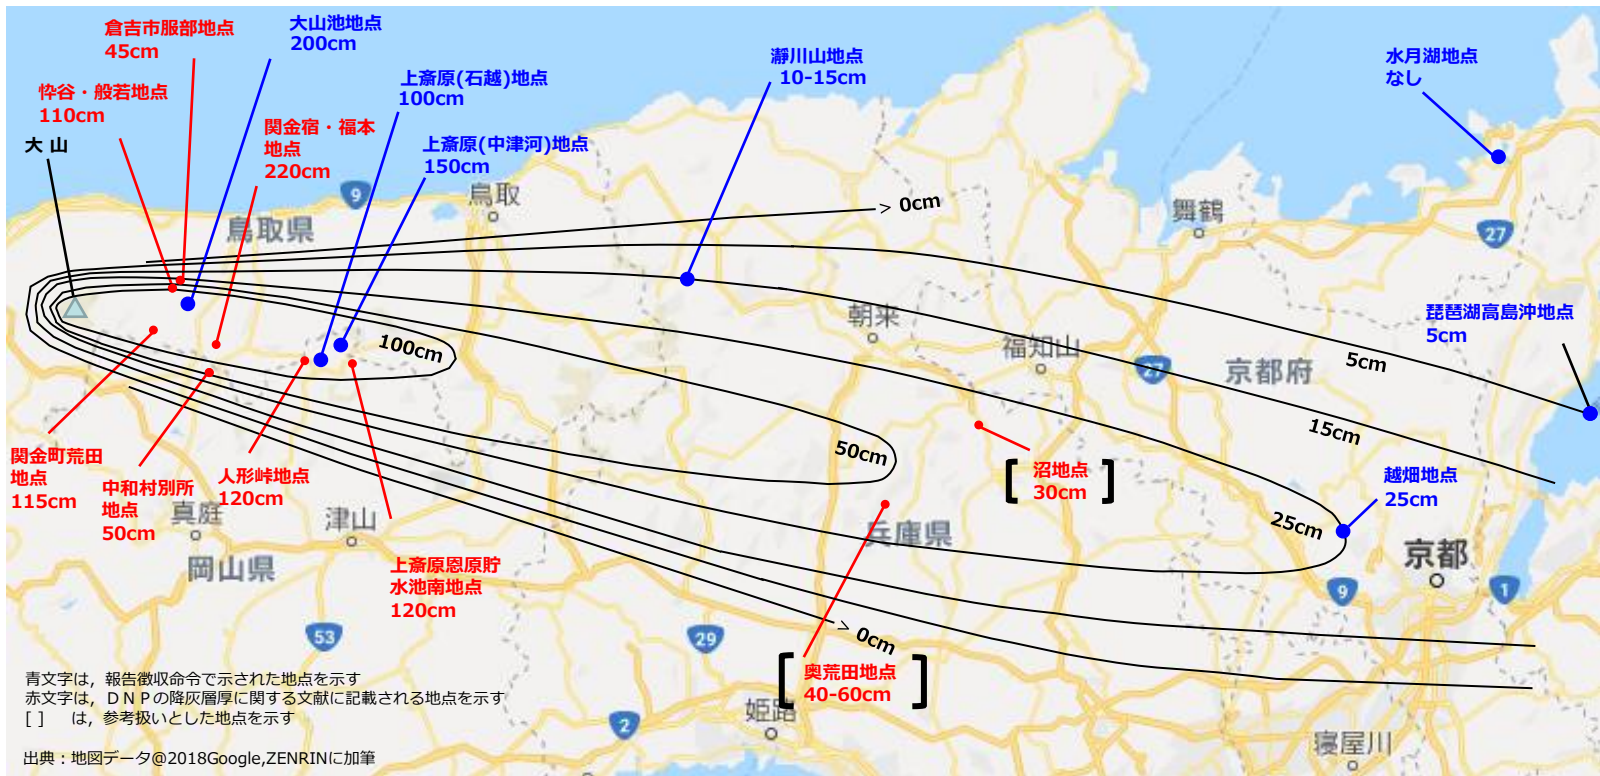 倉吉市服部地点
45cm
大山池地点
200cm
瀞川山地点
10-15cm
水月湖地点
なし
上斎原(石越)地点
100cm
忰谷・般若地点
110cm
関金宿・福本
地点
220cm
大 山
上斎原(中津河)地点
150cm
9
鳥取
鳥取県
> 0cm
舞鶴
27
朝来
福知山
27
京都府
琵琶湖高島沖地点
5cm
100cm
5cm
15cm
50cm
25cm
関金町荒田
地点
115cm
中和村別所
地点
50cm
人形峠地点
120cm
沼地点
30cm
[ ]
越畑地点
25cm
真庭
津山
岡山県
兵庫県
京都
上斎原恩原貯
水池南地点
120cm
9
1
53
29
> 0cm
奥荒田地点
40-60cm
[ ]
青文字は，報告徴収命令で示された地点を示す
赤文字は，ＤＮＰの降灰層厚に関する文献に記載される地点を示す
[ ]　は，参考扱いとした地点を示す
2
姫路
寝屋川
出典：地図データ@2018Google,ZENRINに加筆